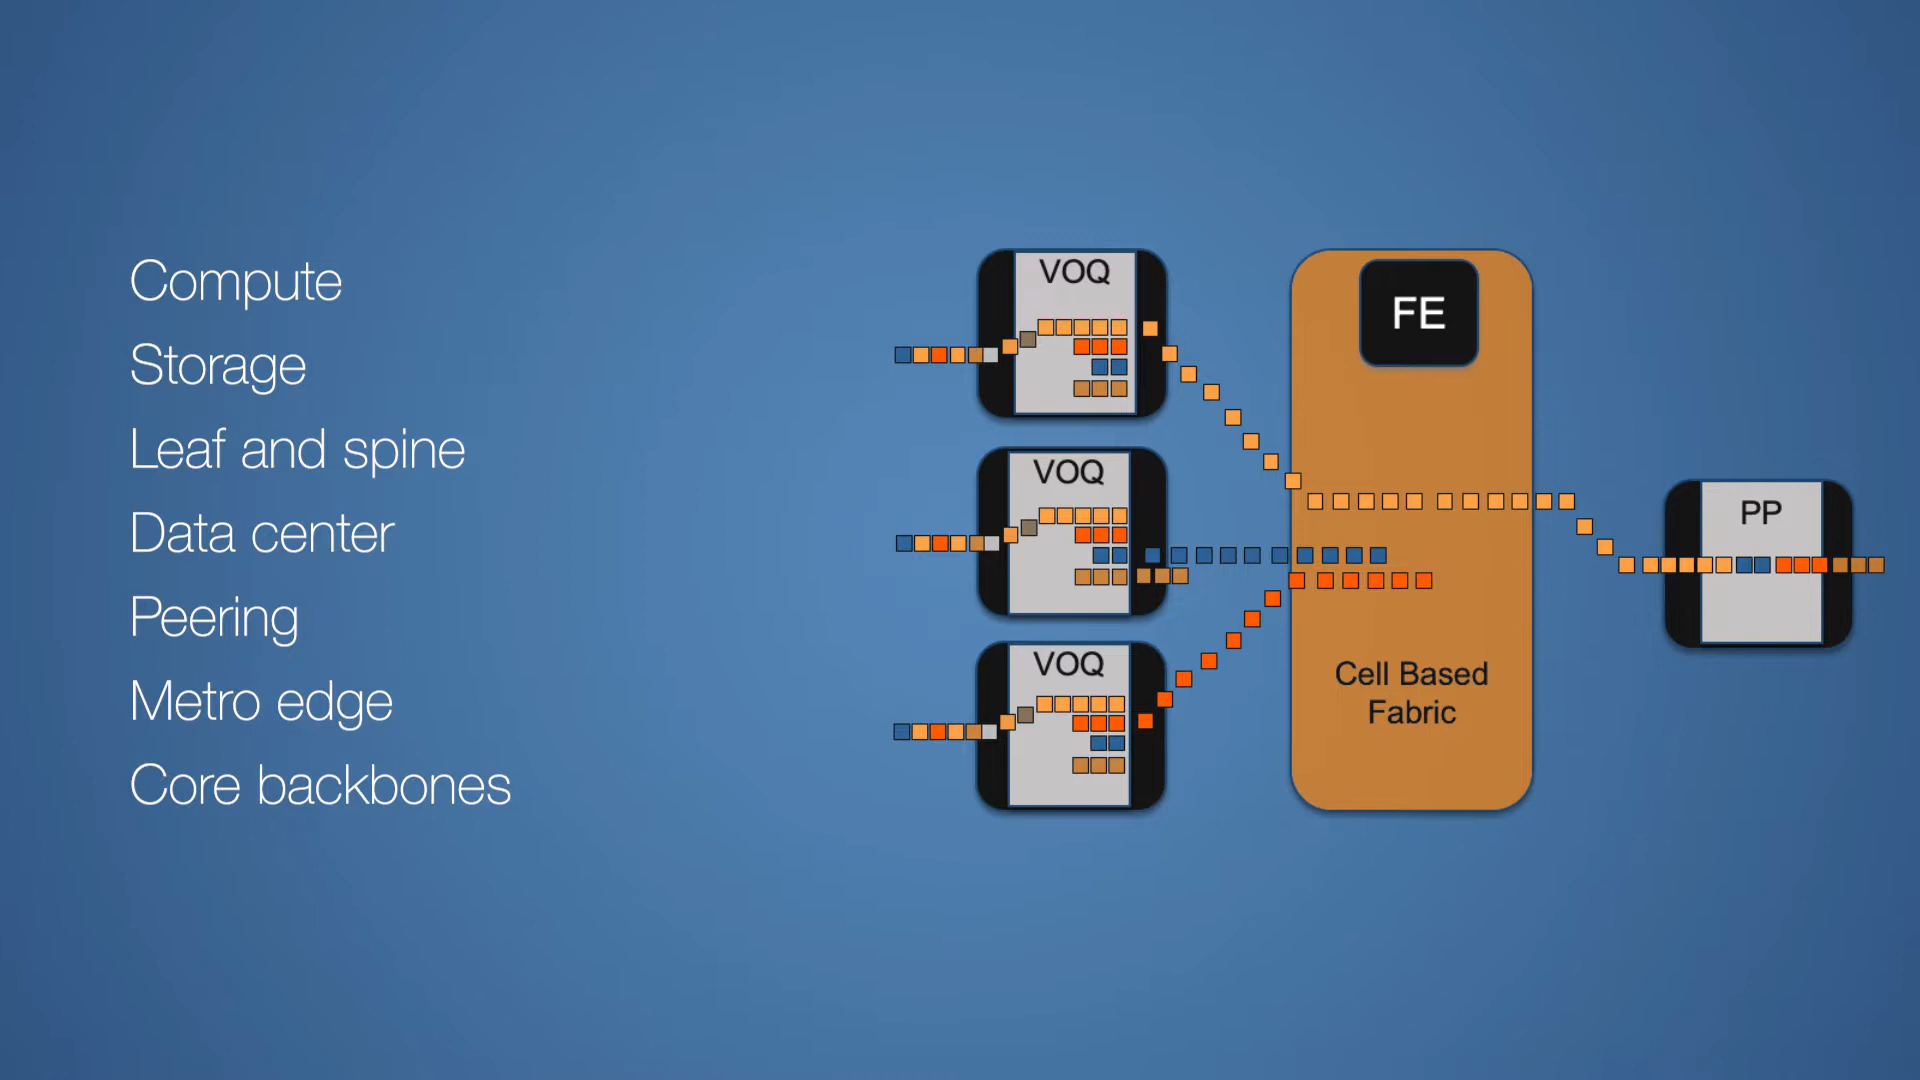 Compute
Storage
Leaf and spine
Data center
Peering
Metro edge
Core backbones
VOQ
VOQ
VOQ
FE
Cell Based
Fabric
PP